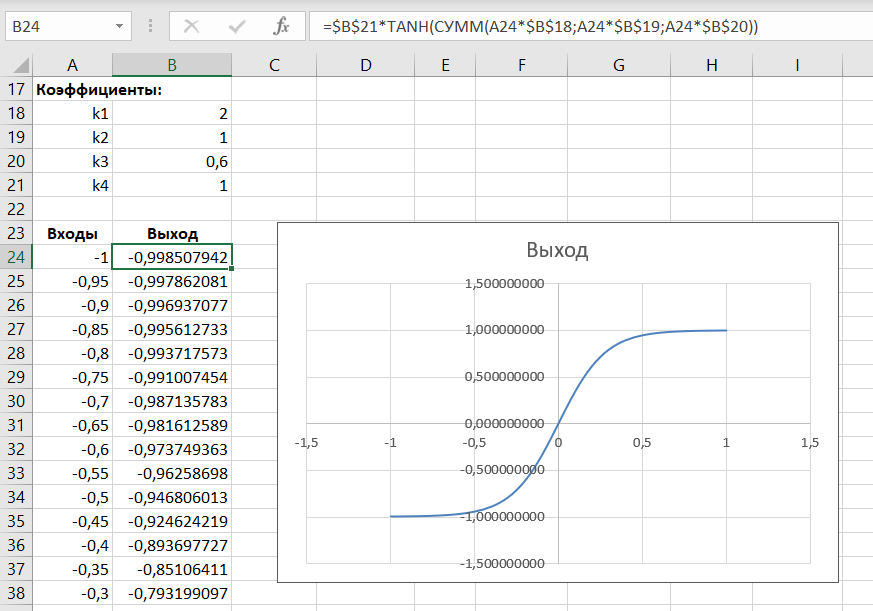 B24 fx =$B$21*TANH(СУММ(A24*$B$18;A24*$B$19;A24*$B$20))
A B C D E F G H I
17 Коэффициенты:
18 k1 2
19 k2 1
20 k3 0,6
21 k4 1
22
23 Входы Выход
24 -1 -0,998507942
25 -0,95 -0,997862081
26 -0,9 -0,996937077
27 -0,85 -0,995612733
28 -0,8 -0,993717573
29 -0,75 -0,991007454
30 -0,7 -0,987135783
31 -0,65 -0,981612589
32 -0,6 -0,973749363
33 -0,55 -0,96258698
34 -0,5 -0,946806013
35 -0,45 -0,924624219
36 -0,4 -0,893697727
37 -0,35 -0,85106411
38 -0,3 -0,793199097
Выход
1,500000000
1,000000000
0,500000000
0,000000000
-1,5 -1 -0,5 0 0,5 1 1,5
-0,500000000
-1,000000000
-1,500000000